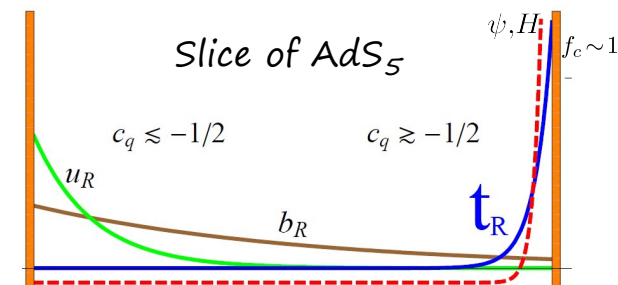 ψ, H
f_c ~ 1
Slice of AdS₅
c_q ≲ −1/2
c_q ≳ −1/2
u_R
t_R
b_R